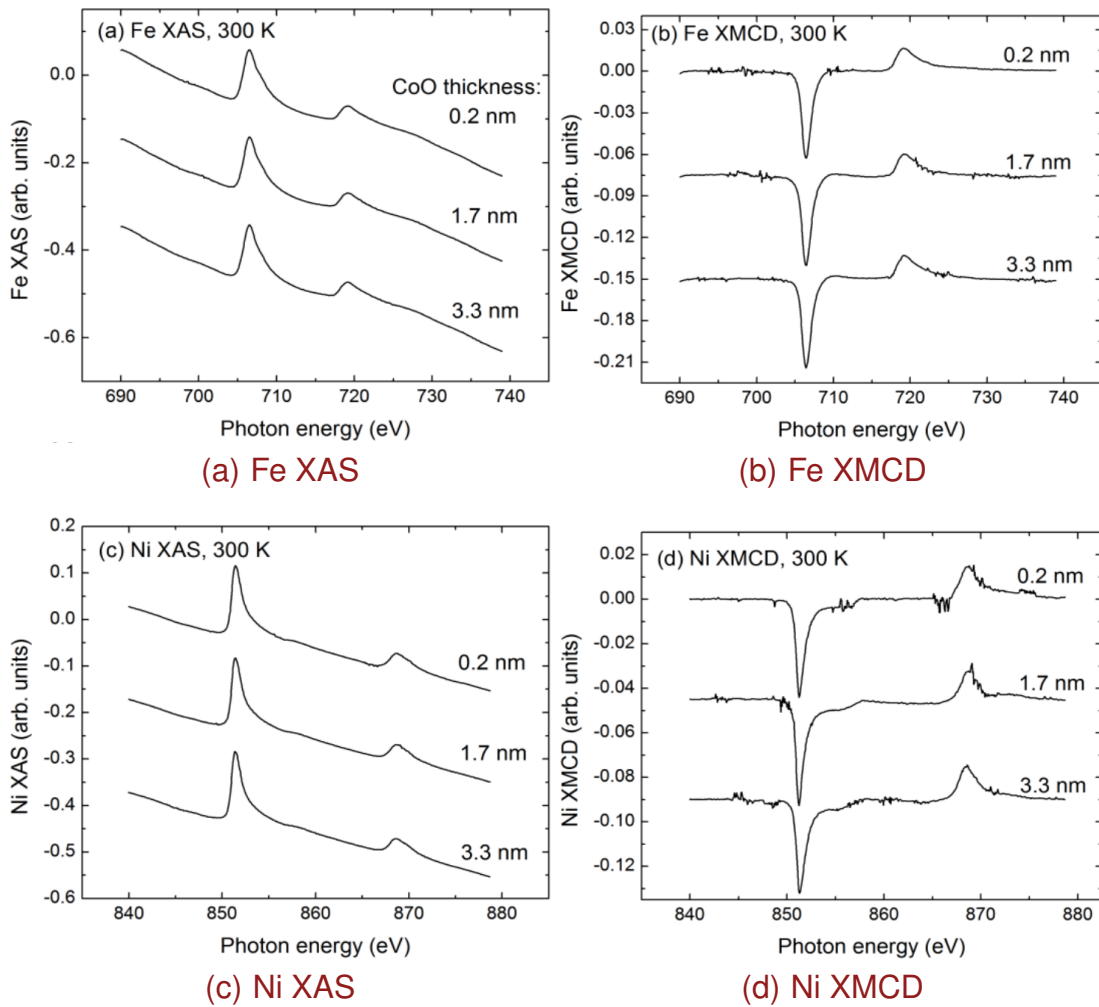 (a) Fe XAS, 300 K
CoO thickness:
0.2 nm
1.7 nm
3.3 nm
0.0
-0.2
-0.4
-0.6
Fe XAS (arb. units)
690 700 710 720 730 740
Photon energy (eV)
(a) Fe XAS
(b) Fe XMCD, 300 K
0.2 nm
1.7 nm
3.3 nm
0.03
0.00
-0.03
-0.06
-0.09
-0.12
-0.15
-0.18
-0.21
Fe XMCD (arb. units)
690 700 710 720 730 740
Photon energy (eV)
(b) Fe XMCD
(c) Ni XAS, 300 K
0.2 nm
1.7 nm
3.3 nm
0.2
0.1
0.0
-0.1
-0.2
-0.3
-0.4
-0.5
-0.6
Ni XAS (arb. units)
840 850 860 870 880
Photon energy (eV)
(c) Ni XAS
(d) Ni XMCD, 300 K
0.2 nm
1.7 nm
3.3 nm
0.02
0.00
-0.02
-0.04
-0.06
-0.08
-0.10
-0.12
Ni XMCD (arb. units)
840 850 860 870 880
Photon energy (eV)
(d) Ni XMCD